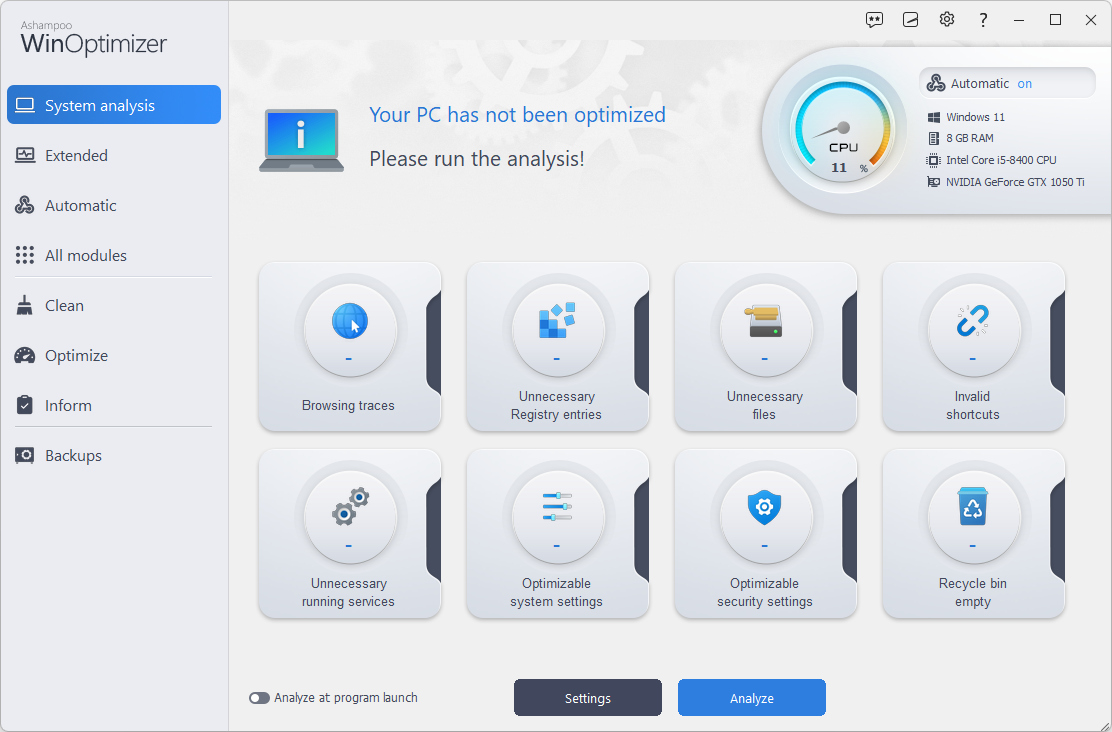 Ashampoo
WinOptimizer
System analysis
Extended
Automatic
All modules
Clean
Optimize
Inform
Backups
Your PC has not been optimized
Please run the analysis!
CPU
11 %
Automatic on
Windows 11
8 GB RAM
Intel Core i5-8400 CPU
NVIDIA GeForce GTX 1050 Ti
-
Browsing traces
-
Unnecessary
Registry entries
-
Unnecessary
files
-
Invalid
shortcuts
-
Unnecessary
running services
-
Optimizable
system settings
-
Optimizable
security settings
-
Recycle bin
empty
Analyze at program launch
Settings
Analyze